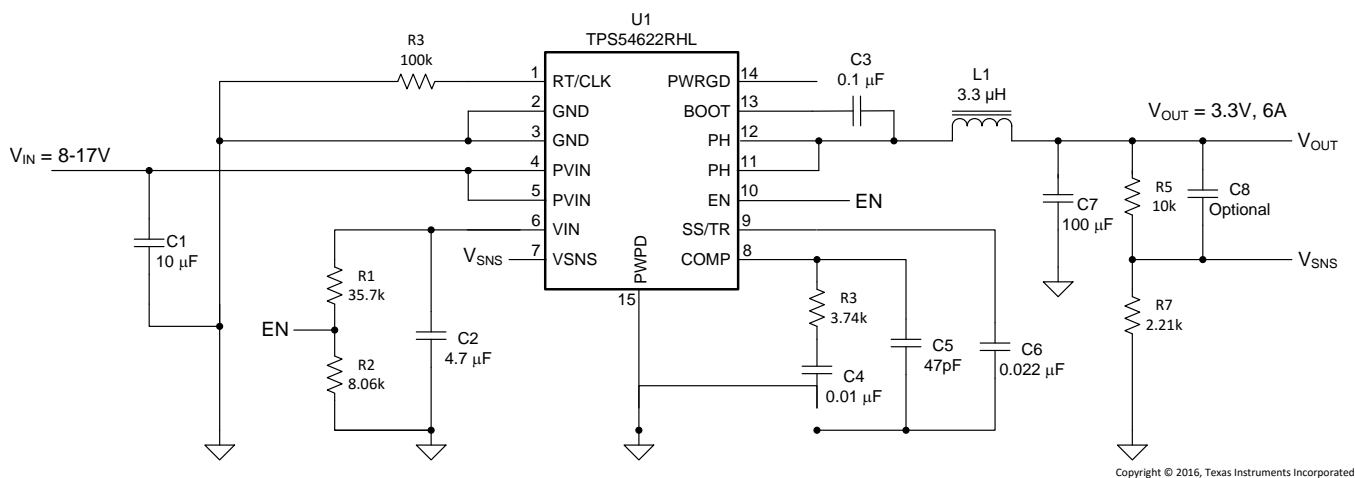 U1
TPS54622RHL
R3
100k
1 RT/CLK
2 GND
3 GND
4 PVIN
5 PVIN
6 VIN
7 VSNS
PWRGD 14
BOOT 13
PH 12
PH 11
EN 10
SS/TR 9
COMP 8
PWPD
15
VIN = 8-17V
C1
10 μF
VSNS
R1
35.7k
EN
R2
8.06k
C2
4.7 μF
C3
0.1 μF
L1
3.3 µH
VOUT = 3.3V, 6A
VOUT
EN
C7
100 μF
R5
10k
C8
Optional
VSNS
R7
2.21k
R3
3.74k
C4
0.01 μF
C5
47pF
C6
0.022 μF
Copyright © 2016, Texas Instruments Incorporated